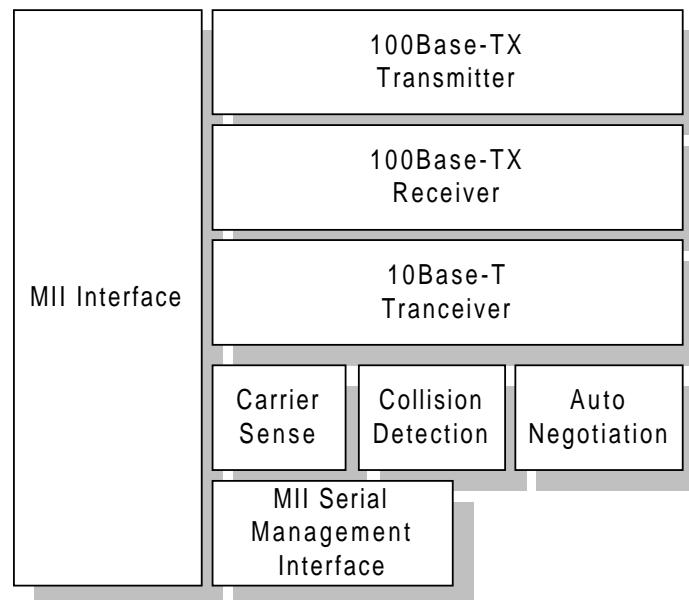 100Base-TX
Transmitter
100Base-TX
Receiver
10Base-T
Tranceiver
MII Interface
Carrier
Sense
Collision
Detection
Auto
Negotiation
MII Serial
Management
Interface